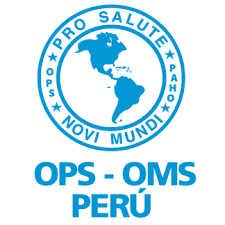 PRO SALUTE
OPS
PAHO
NOVI MUNDI
OPS - OMS
PERÚ